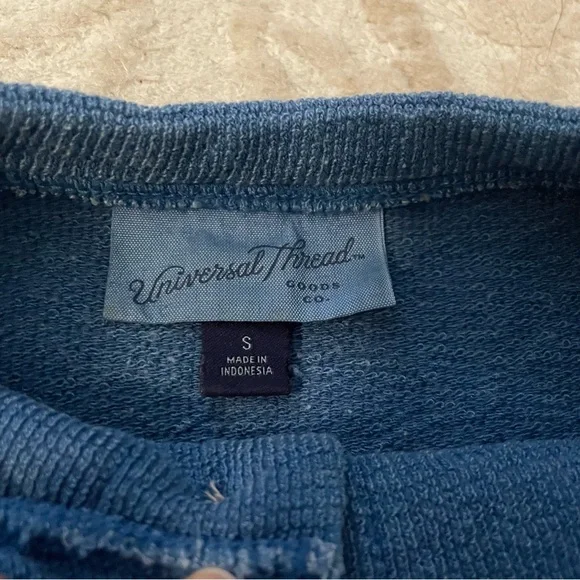 Universal Thread™
GOODS
CO.
S
MADE IN
INDONESIA